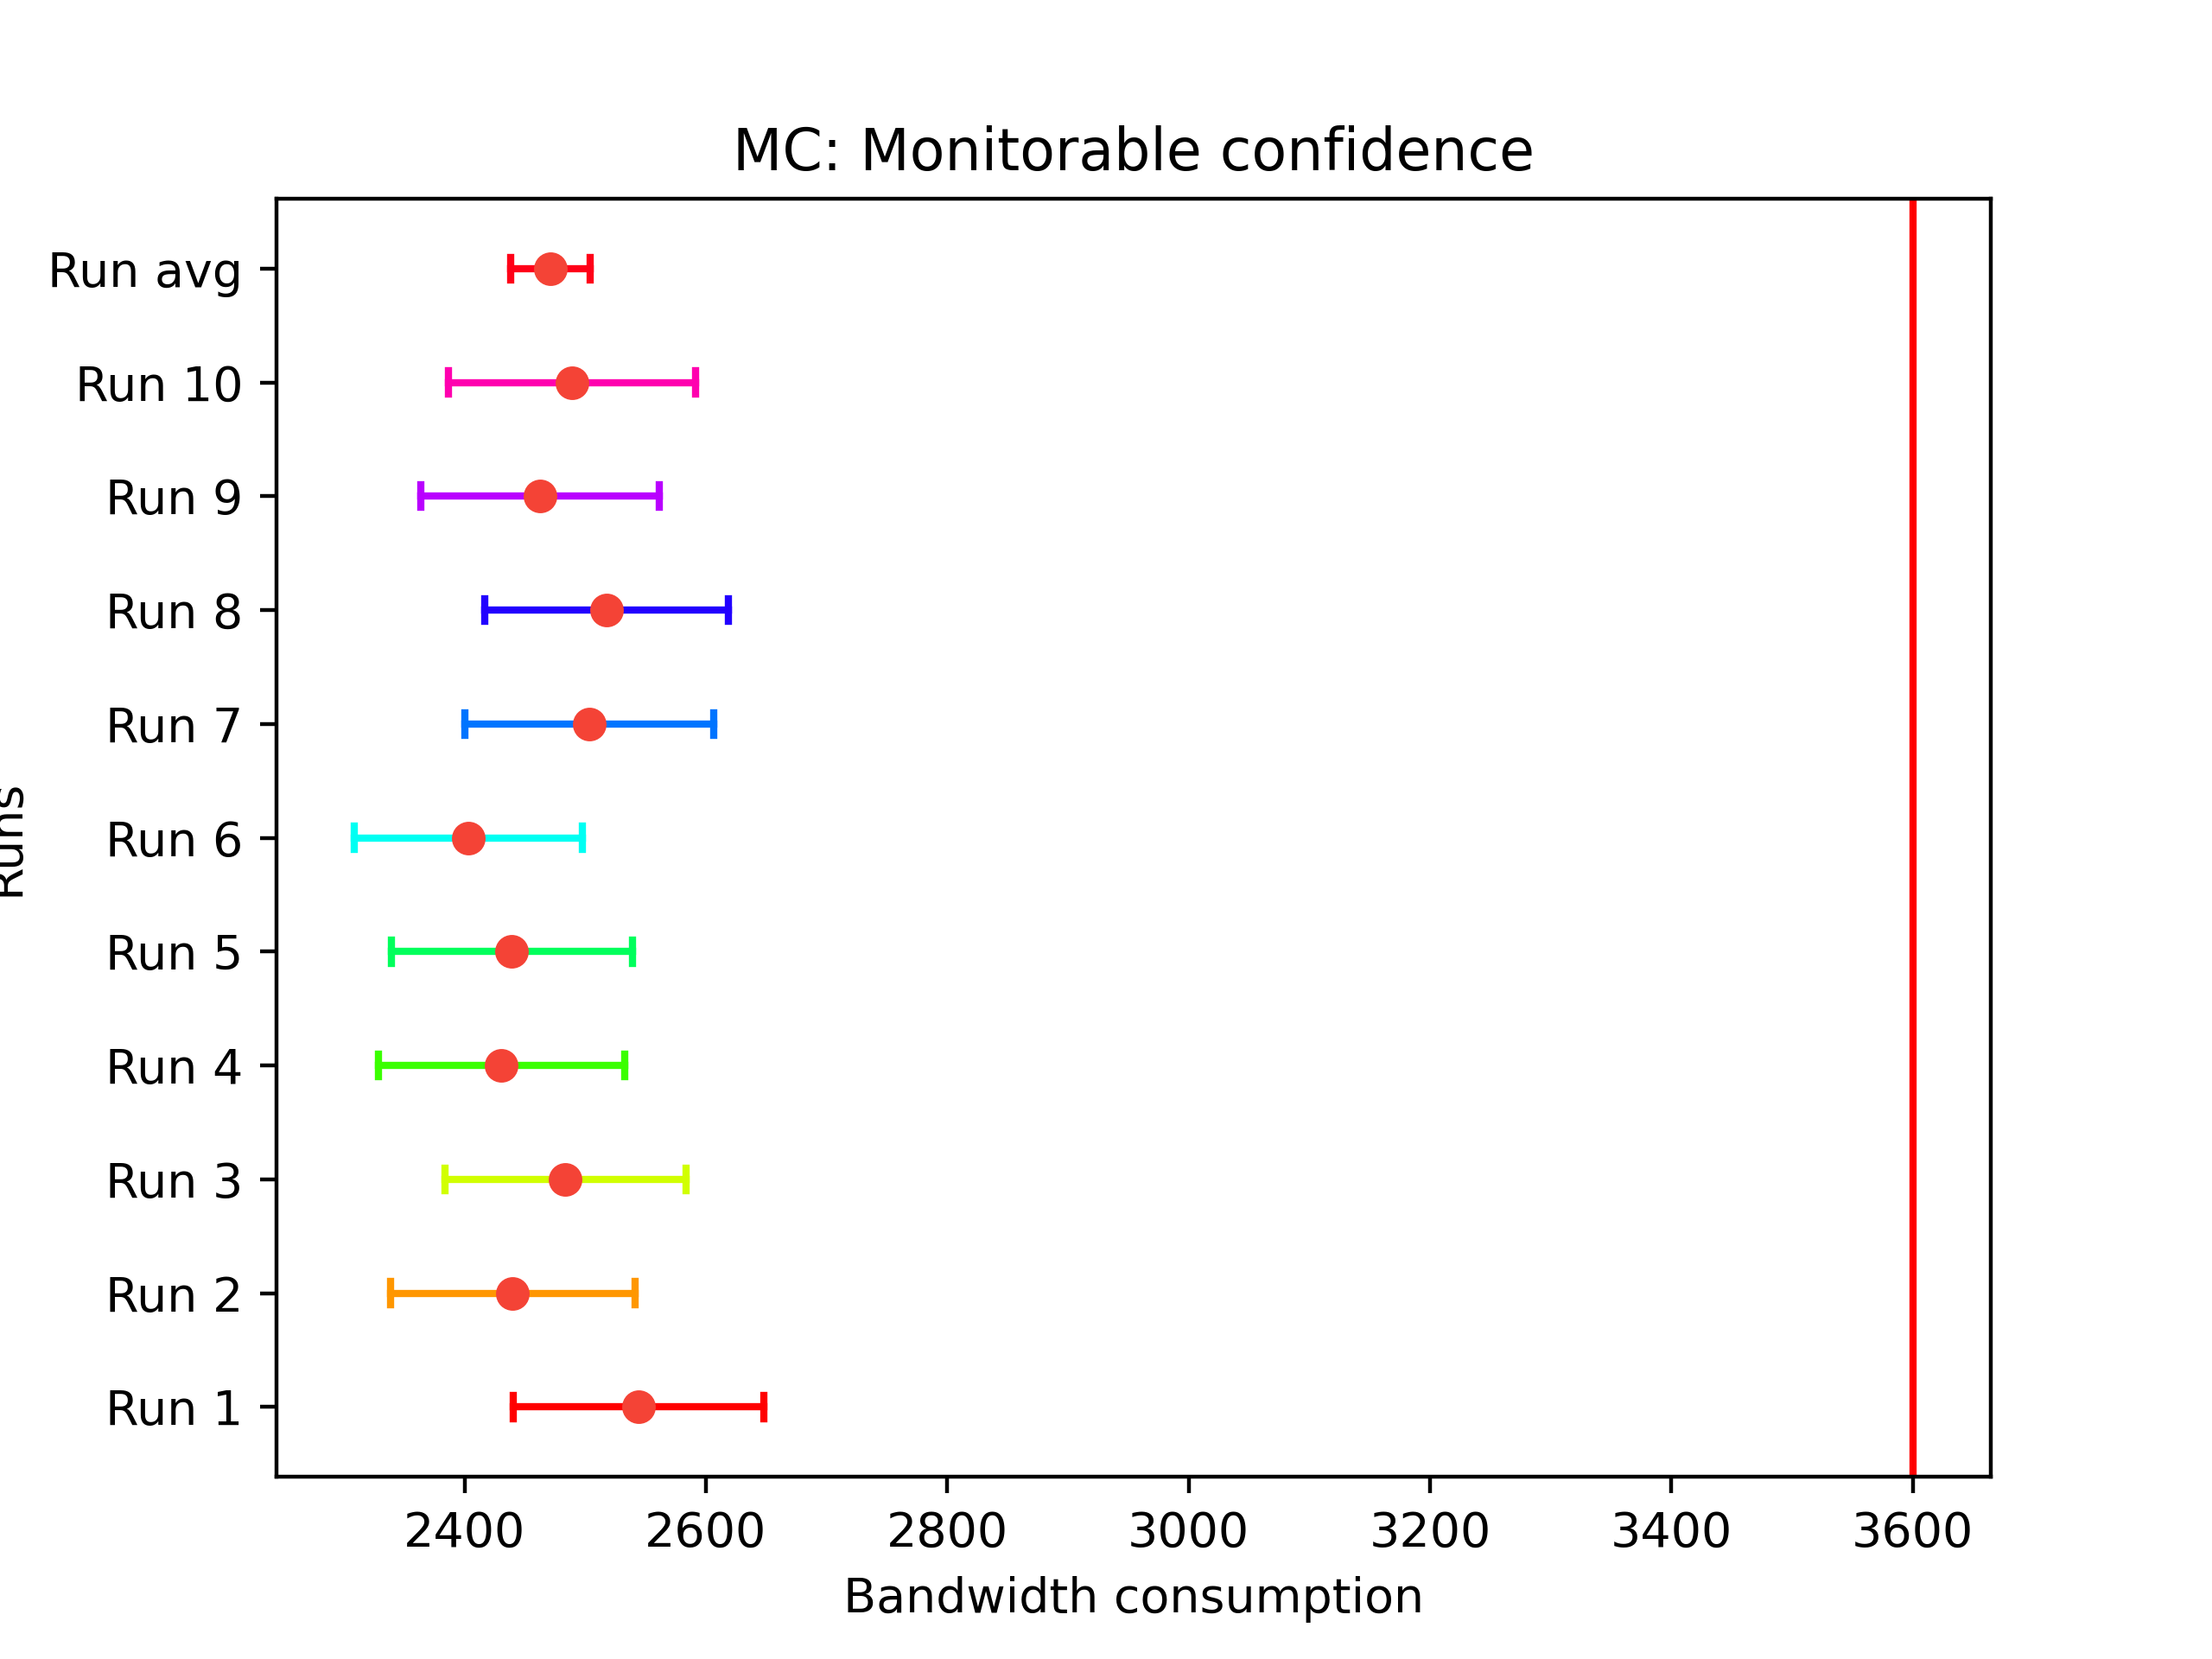 MC: Monitorable confidence
Run avg
Run 10
Run 9
Run 8
Run 7
Run 6
Run 5
Run 4
Run 3
Run 2
Run 1
Runs
2400 2600 2800 3000 3200 3400 3600
Bandwidth consumption